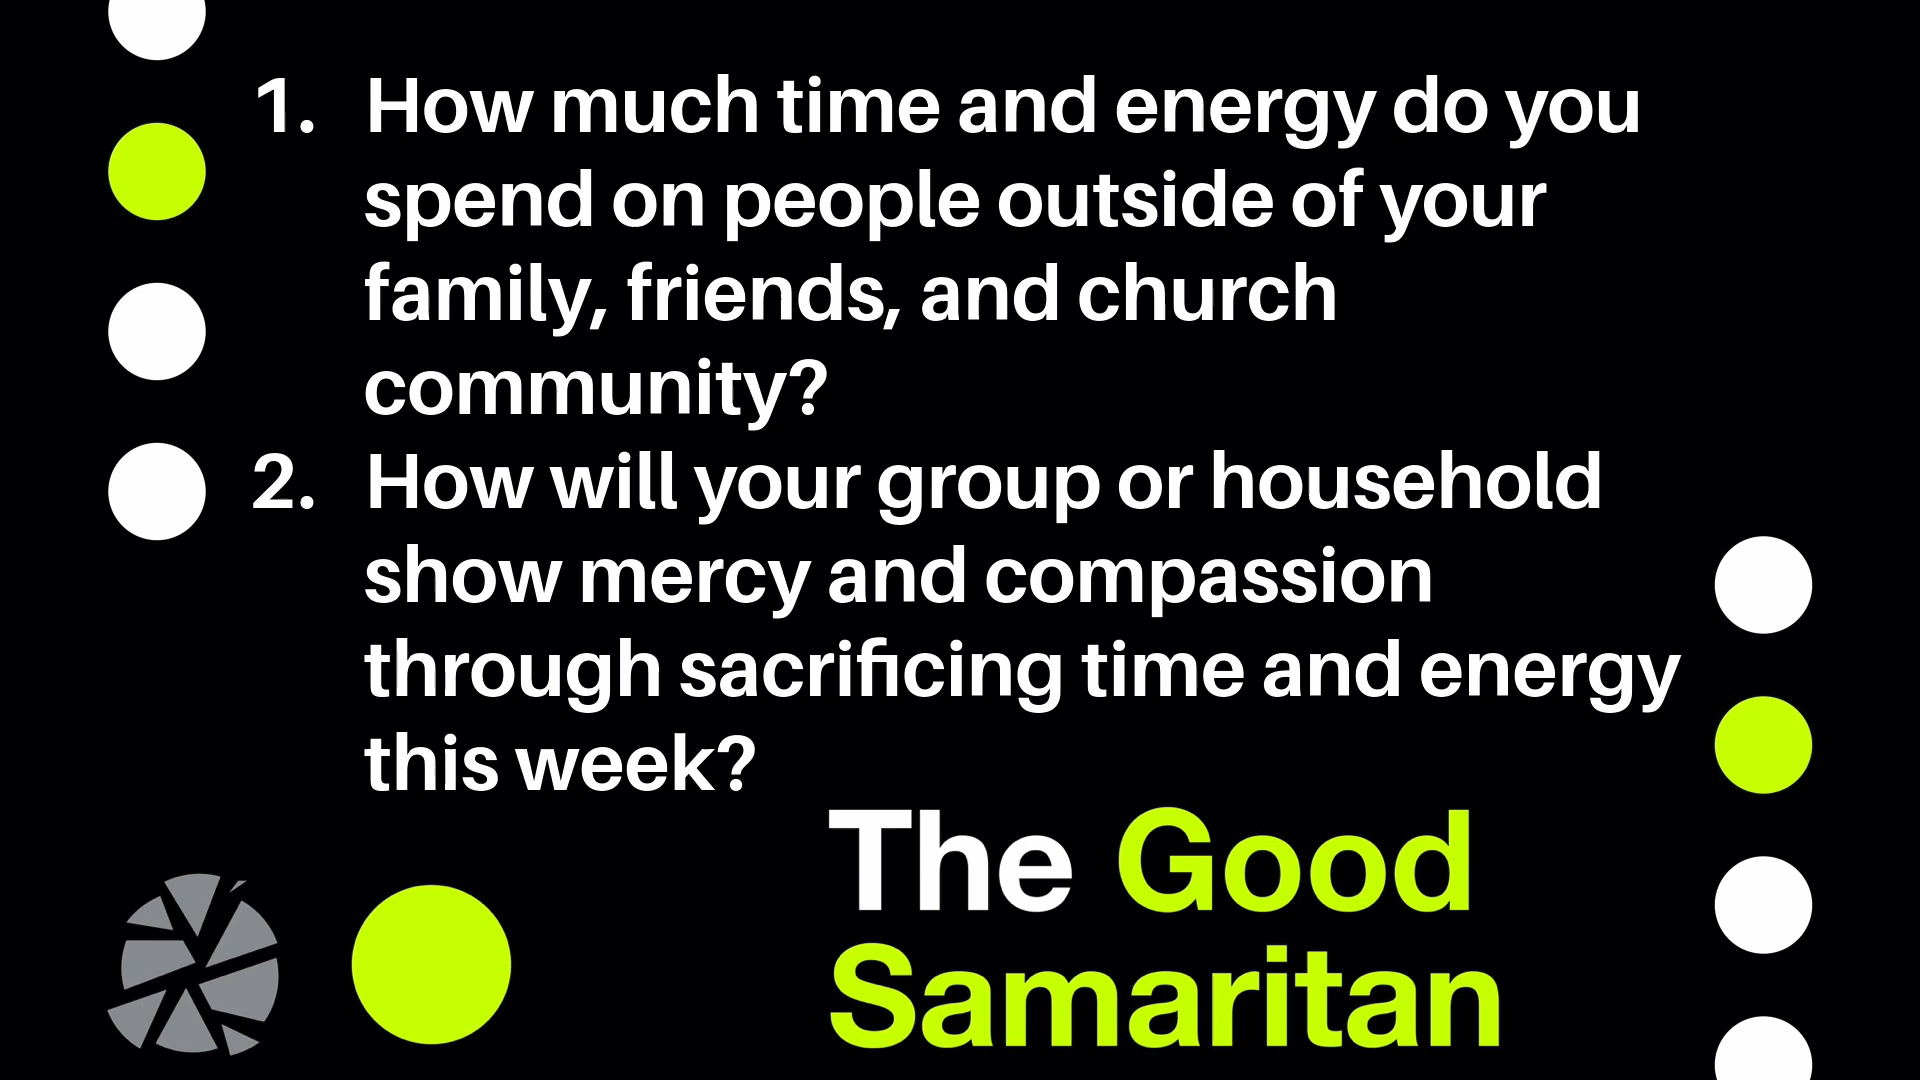 1. How much time and energy do you
spend on people outside of your
family, friends, and church
community?
2. How will your group or household
show mercy and compassion
through sacrificing time and energy
this week?
The Good
Samaritan